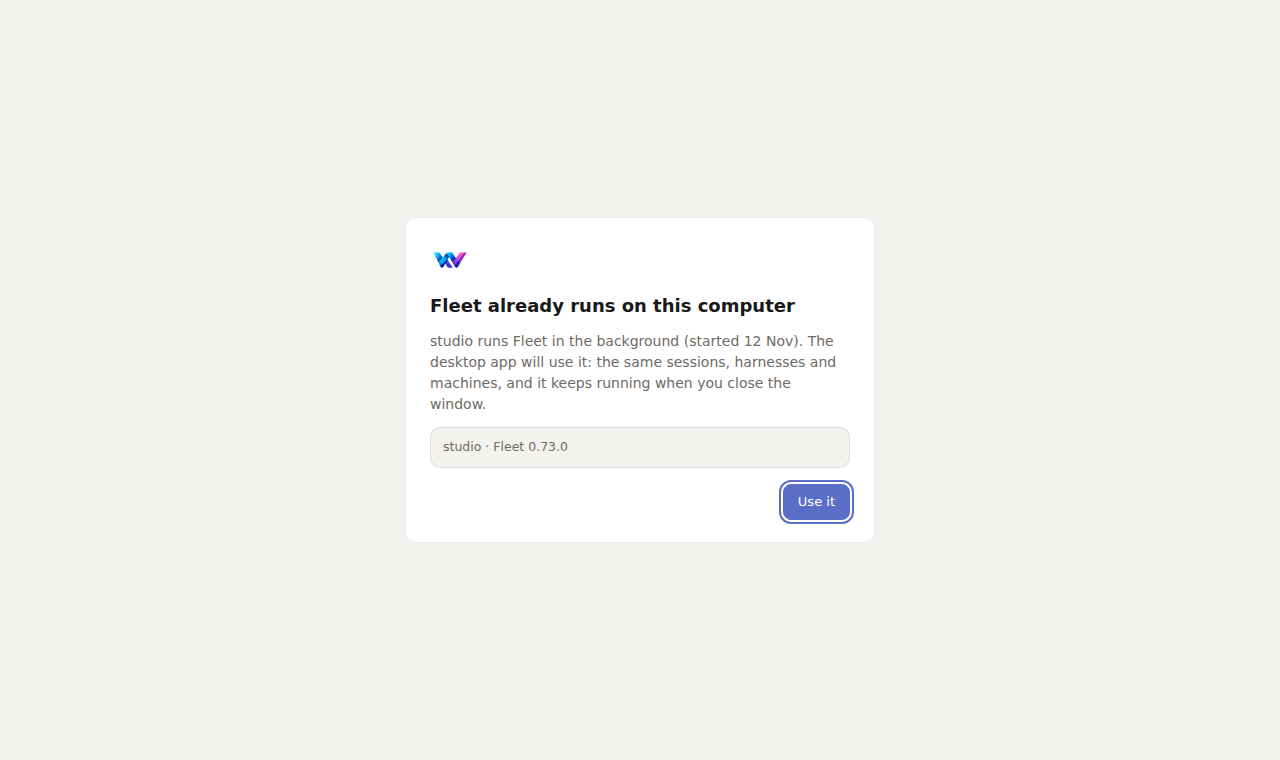 Fleet already runs on this computer
studio runs Fleet in the background (started 12 Nov). The
desktop app will use it: the same sessions, harnesses and
machines, and it keeps running when you close the
window.
studio · Fleet 0.73.0
Use it